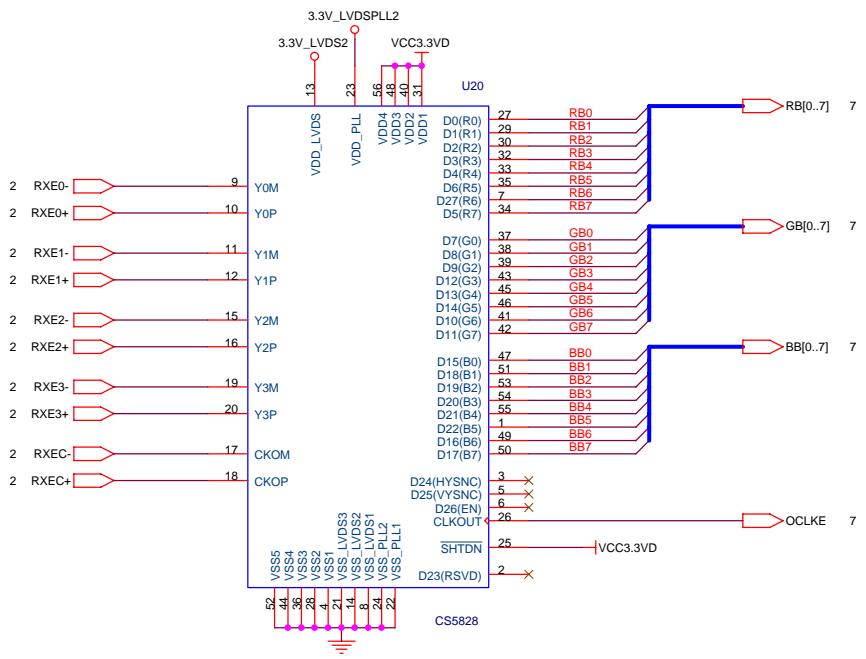 3.3V_LVDSPLL2
3.3V_LVDS2
VCC3.3VD
U20
13
23
56
48
40
31
VDD_LVDS
VDD_PLL
VDD4
VDD3
VDD2
VDD1
D0(R0) 27 RB0
D1(R1) 29 RB1
D2(R2) 30 RB2
D3(R3) 32 RB3
D4(R4) 33 RB4
D6(R5) 35 RB5
D27(R6) 7 RB6
D5(R7) 34 RB7
RB[0..7] 7
2 RXE0- 9 Y0M
2 RXE0+ 10 Y0P
2 RXE1- 11 Y1M
2 RXE1+ 12 Y1P
2 RXE2- 15 Y2M
2 RXE2+ 16 Y2P
2 RXE3- 19 Y3M
2 RXE3+ 20 Y3P
2 RXEC- 17 CKOM
2 RXEC+ 18 CKOP
D7(G0) 37 GB0
D8(G1) 38 GB1
D9(G2) 39 GB2
D12(G3) 43 GB3
D13(G4) 45 GB4
D14(G5) 46 GB5
D10(G6) 41 GB6
D11(G7) 42 GB7
GB[0..7] 7
D15(B0) 47 BB0
D18(B1) 51 BB1
D19(B2) 53 BB2
D20(B3) 54 BB3
D21(B4) 55 BB4
D22(B5) 1 BB5
D16(B6) 49 BB6
D17(B7) 50 BB7
BB[0..7] 7
D24(HYSNC) 3
D25(VYSNC) 5
D26(EN) 6
CLKOUT 26 OCLKE 7
SHTDN 25 VCC3.3VD
D23(RSVD) 2
VSS5
VSS4
VSS3
VSS2
VSS1
VSS_LVDS3
VSS_LVDS2
VSS_LVDS1
VSS_PLL2
VSS_PLL1
52
44
36
28
4
21
14
8
24
22
CS5828